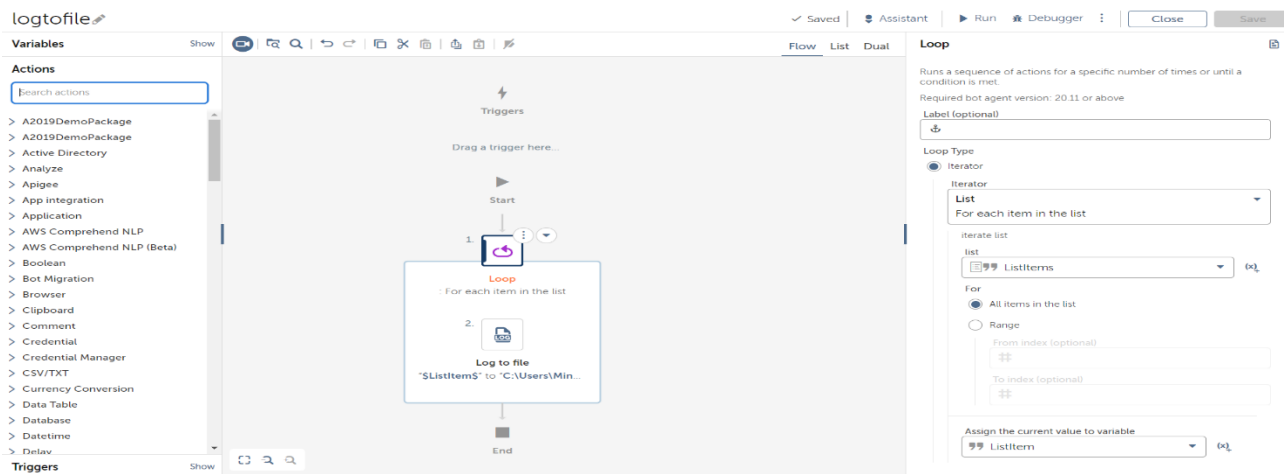 logtofile
Saved
Assistant
Run
Debugger
Close
Save
Variables
Show
Actions
Search actions
A2019DemoPackage
A2019DemoPackage
Active Directory
Analyze
Apigee
App integration
Application
AWS Comprehend NLP
AWS Comprehend NLP (Beta)
Boolean
Bot Migration
Browser
Clipboard
Comment
Credential
Credential Manager
CSV/TXT
Currency Conversion
Data Table
Database
Datetime
Delay
Triggers
Show
Flow List Dual
Triggers
Drag a trigger here...
Start
1.
Loop
: For each item in the list
2.
LOG
Log to file
"$ListItem$" to "C:\Users\Min...
End
Loop
Runs a sequence of actions for a specific number of times or until a
condition is met.
Required bot agent version: 20.11 or above
Label (optional)
Loop Type
Iterator
Iterator
List
For each item in the list
iterate list
list
ListItems
(x)
For
All items in the list
Range
From index (optional)
#
To index (optional)
#
Assign the current value to variable
ListItem
(x)